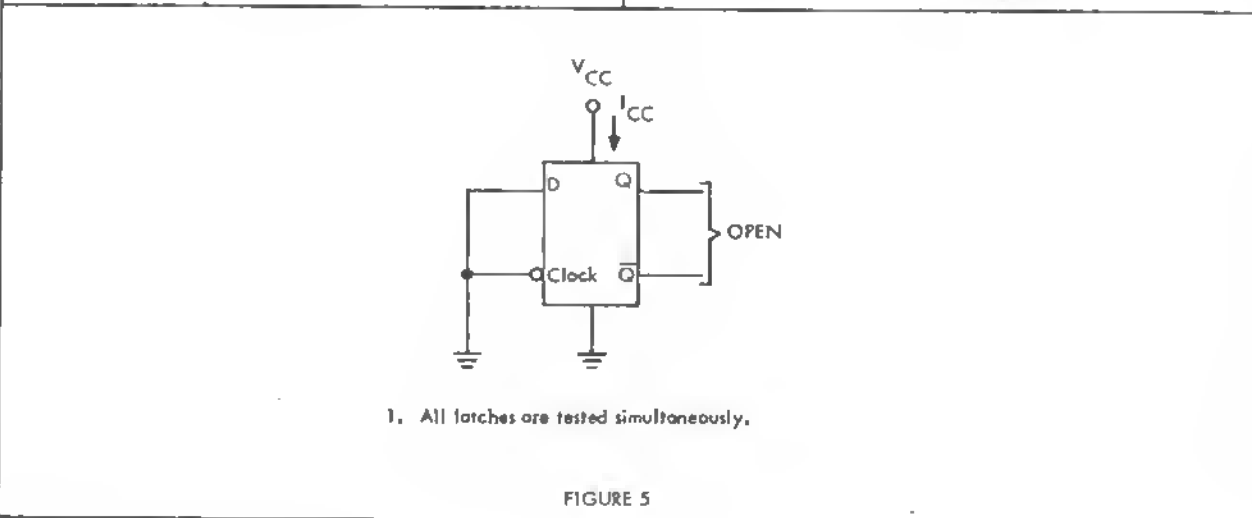 VCC
ICC
D Q
OPEN
Clock Q̅
1. All latches are tested simultaneously.
FIGURE 5